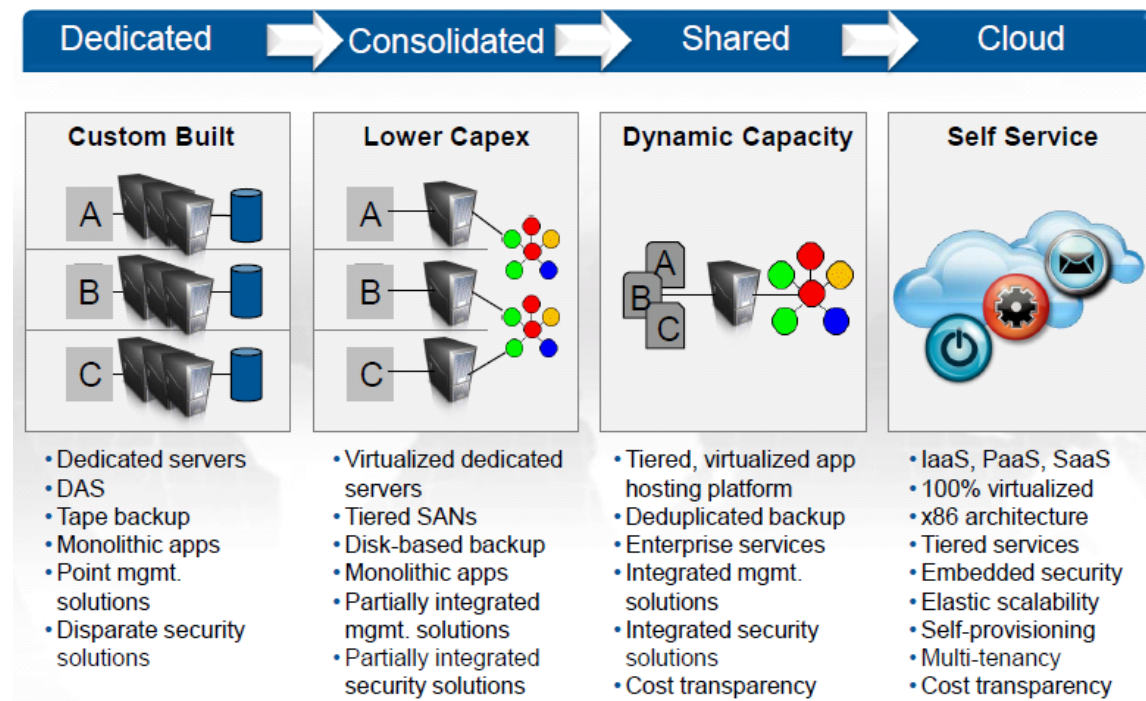 Dedicated
Consolidated
Shared
Cloud
Custom Built
A
B
C
• Dedicated servers
• DAS
• Tape backup
• Monolithic apps
• Point mgmt.
solutions
• Disparate security
solutions
Lower Capex
A
B
C
• Virtualized dedicated
servers
• Tiered SANs
• Disk-based backup
• Monolithic apps
• Partially integrated
mgmt. solutions
• Partially integrated
security solutions
Dynamic Capacity
A
B
C
• Tiered, virtualized app
hosting platform
• Deduplicated backup
• Enterprise services
• Integrated mgmt.
solutions
• Integrated security
solutions
• Cost transparency
Self Service
• IaaS, PaaS, SaaS
• 100% virtualized
• x86 architecture
• Tiered services
• Embedded security
• Elastic scalability
• Self-provisioning
• Multi-tenancy
• Cost transparency